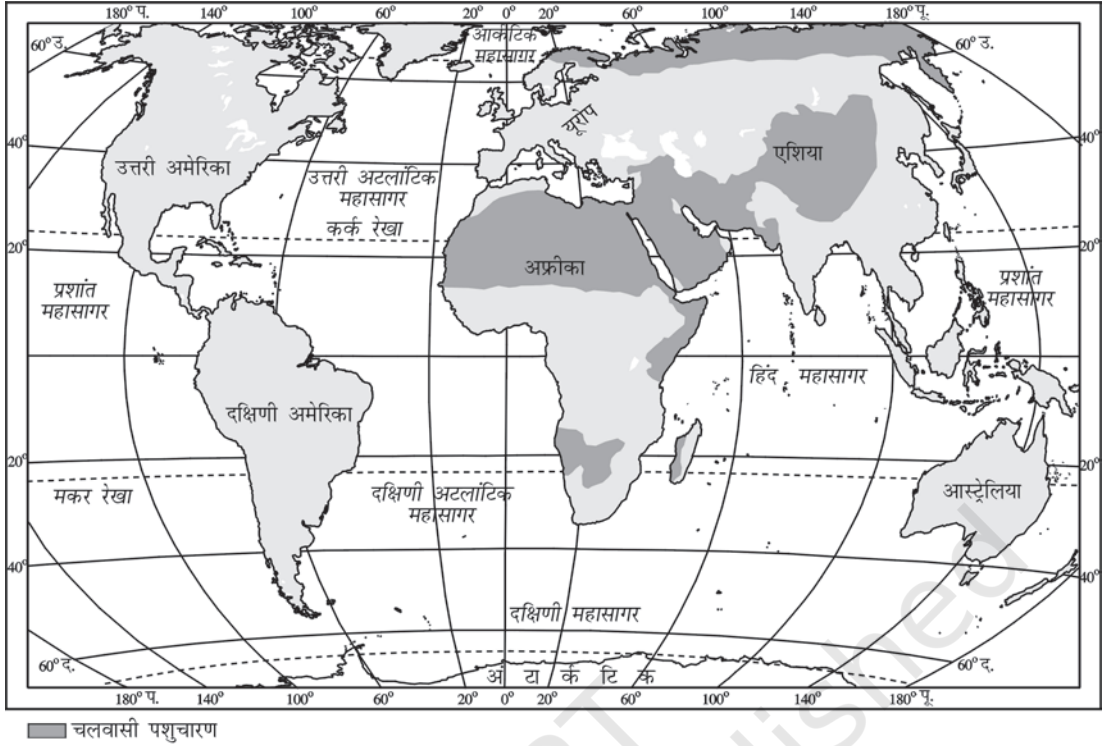 180° प. 140° 100° 60° 20° 0° 20° 60° 100° 140° 180° पू.
60° उ.
आर्कटिक
महासागर
60° उ.
यूरोप
40°
40°
एशिया
उत्तरी अमेरिका
उत्तरी अटलांटिक
महासागर
कर्क रेखा
20°
20°
अफ्रीका
प्रशांत
महासागर
प्रशांत
महासागर
हिंद महासागर
दक्षिणी अमेरिका
20°
20°
मकर रेखा
दक्षिणी अटलांटिक
महासागर
आस्ट्रेलिया
40°
40°
दक्षिणी महासागर
60° द.
60° द.
अं टा र्क टि क
180° प. 140° 100° 60° 20° 0° 20° 60° 100° 140° 180° पू.
चलवासी पशुचारण